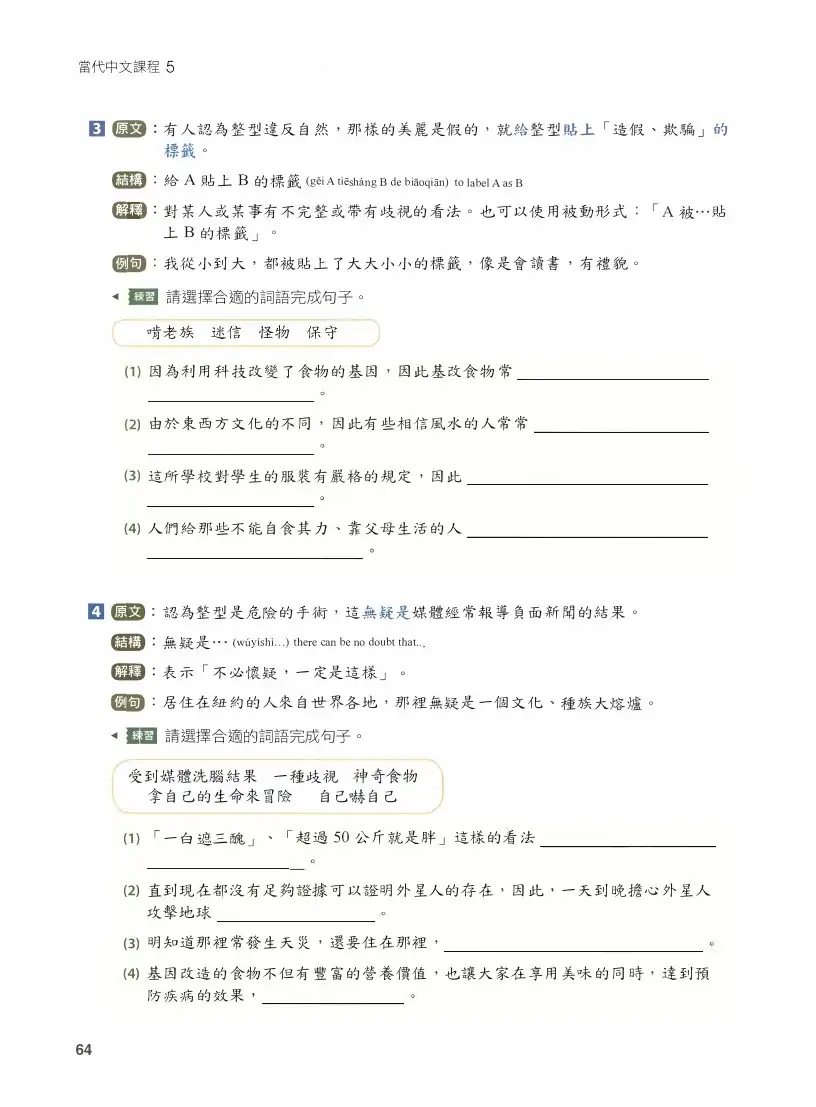 當代中文課程 5
3 原文：有人認為整型違反自然，那樣的美麗是假的，就給整型貼上「造假、欺騙」的
標籤。
結構：給 A 貼上 B 的標籤 (gěi A tiēshàng B de biāoqiān) to label A as B
解釋：對某人或某事有不完整或帶有歧視的看法。也可以使用被動形式：「A 被…貼
上 B 的標籤」。
例句：我從小到大，都被貼上了大大小小的標籤，像是會讀書，有禮貌。
◂ 練習 請選擇合適的詞語完成句子。
啃老族 迷信 怪物 保守
(1) 因為利用科技改變了食物的基因，因此基改食物常
。
(2) 由於東西方文化的不同，因此有些相信風水的人常常
。
(3) 這所學校對學生的服裝有嚴格的規定，因此
。
(4) 人們給那些不能自食其力、靠父母生活的人
。
4 原文：認為整型是危險的手術，這無疑是媒體經常報導負面新聞的結果。
結構：無疑是… (wúyíshì…) there can be no doubt that...
解釋：表示「不必懷疑，一定是這樣」。
例句：居住在紐約的人來自世界各地，那裡無疑是一個文化、種族大熔爐。
◂ 練習 請選擇合適的詞語完成句子。
受到媒體洗腦結果 一種歧視 神奇食物
拿自己的生命來冒險 自己嚇自己
(1) 「一白遮三醜」、「超過 50 公斤就是胖」這樣的看法
。
(2) 直到現在都沒有足夠證據可以證明外星人的存在，因此，一天到晚擔心外星人
攻擊地球 。
(3) 明知道那裡常發生天災，還要住在那裡， 。
(4) 基因改造的食物不但有豐富的營養價值，也讓大家在享用美味的同時，達到預
防疾病的效果， 。
64